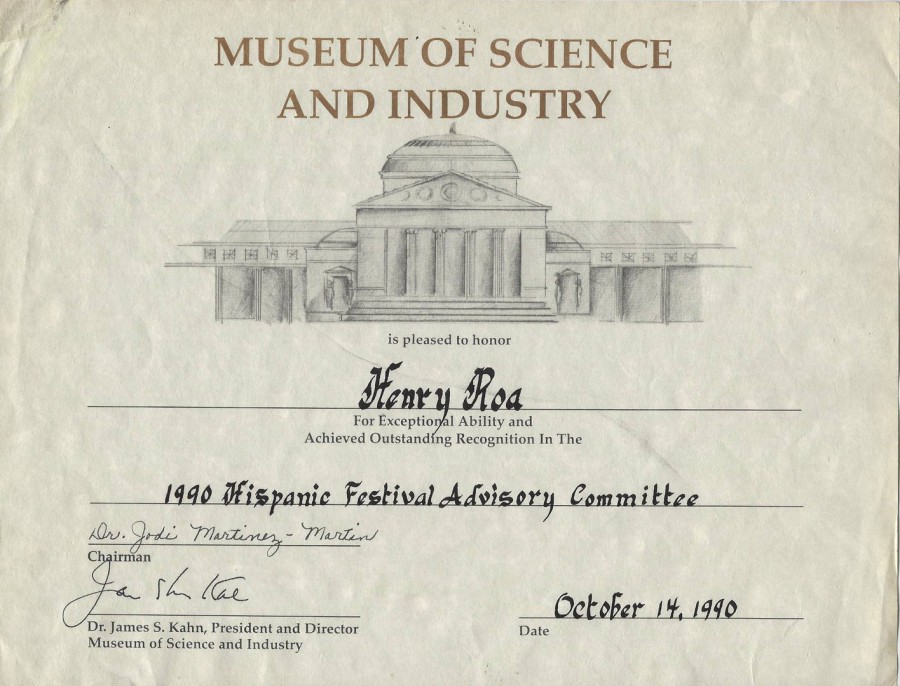 MUSEUM OF SCIENCE
AND INDUSTRY
is pleased to honor
Henry Roa
For Exceptional Ability and
Achieved Outstanding Recognition In The
1990 Hispanic Festival Advisory Committee
Dr. Jodi Martinez-Martin
Chairman
Dr. James S. Kahn, President and Director
Museum of Science and Industry
October 14, 1990
Date